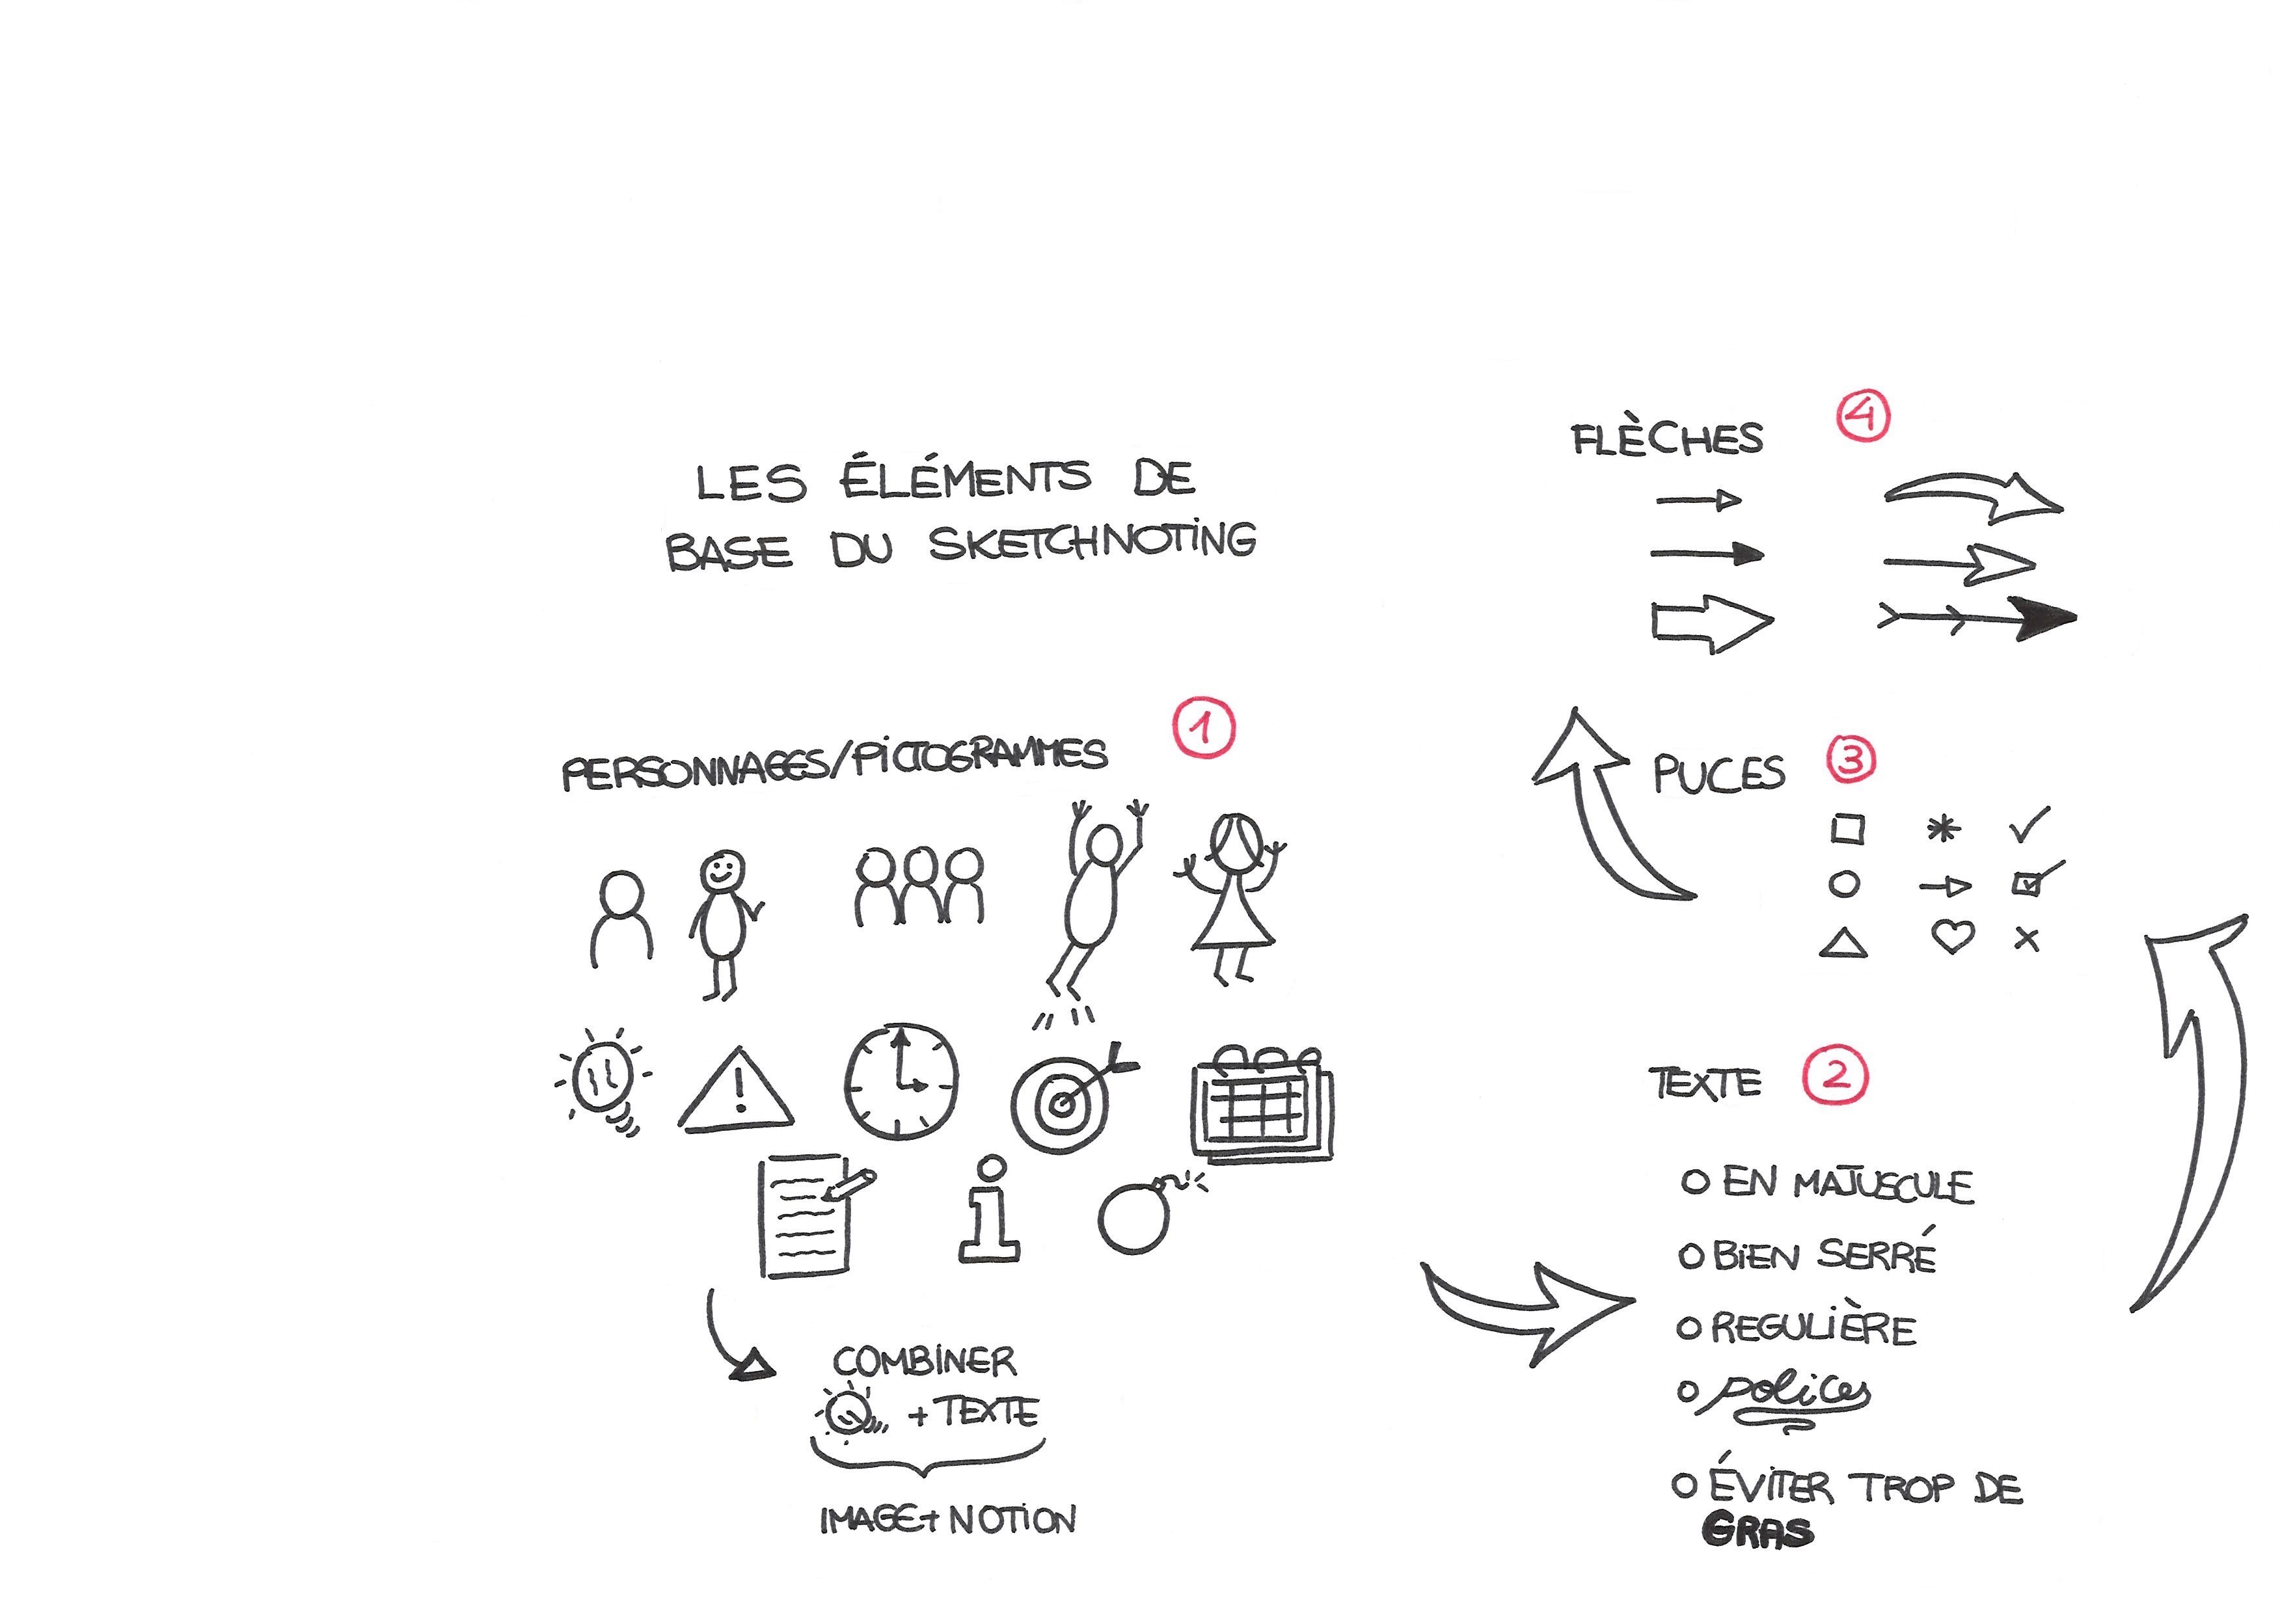 LES ÉLÉMENTS DE
BASE DU SKETCHNOTING
PERSONNAGES/PICTOGRAMMES 1
COMBINER
+ TEXTE
IMAGE + NOTION
TEXTE 2
O EN MAJUSCULE
O BIEN SERRÉ
O REGULIÈRE
O polices
O ÉVITER TROP DE
GRAS
PUCES 3
FLÈCHES 4